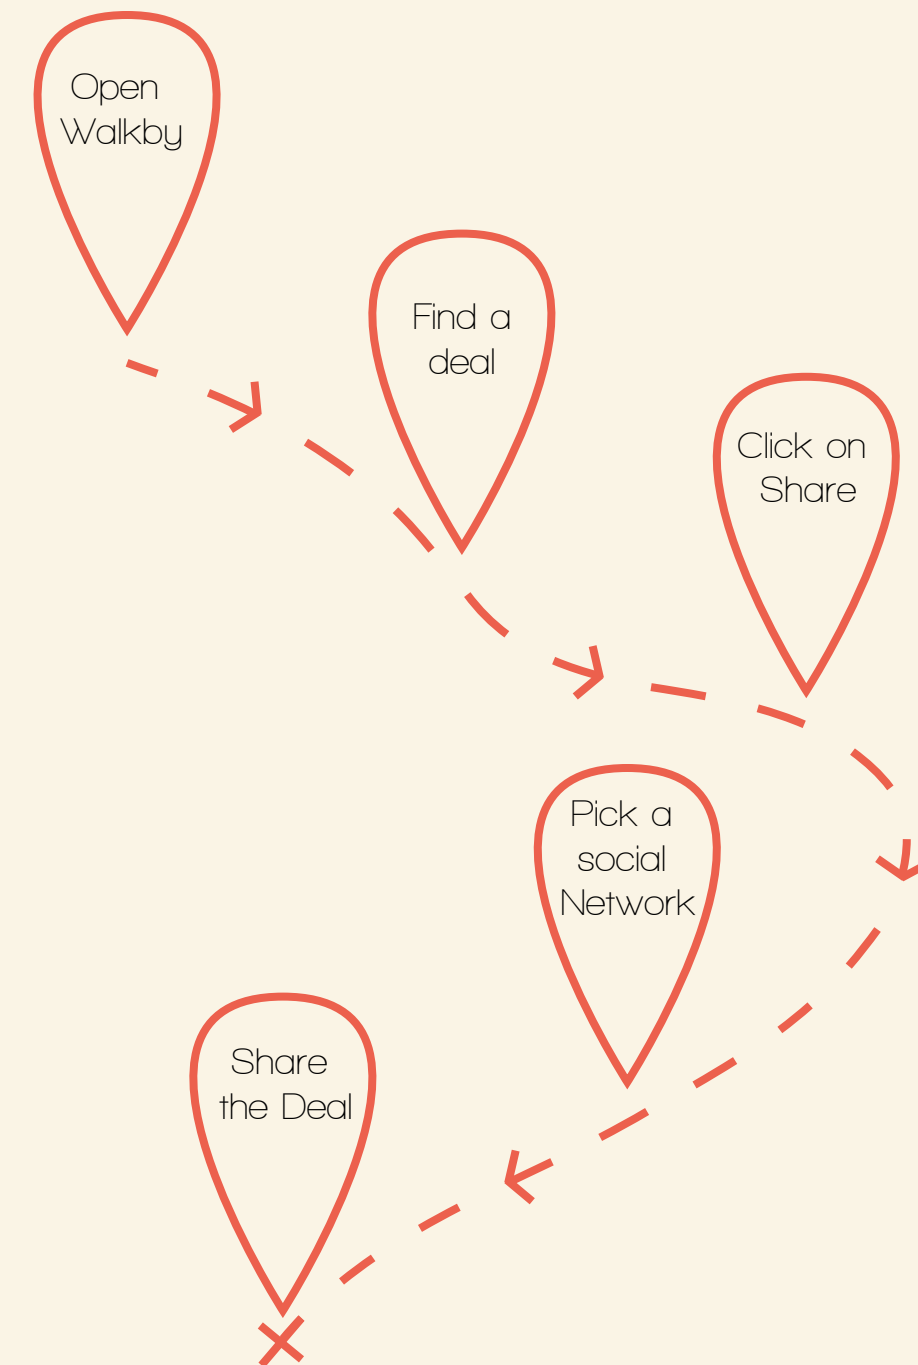 Open
Walkby
Find a
deal
Click on
Share
Pick a
social
Network
Share
the Deal